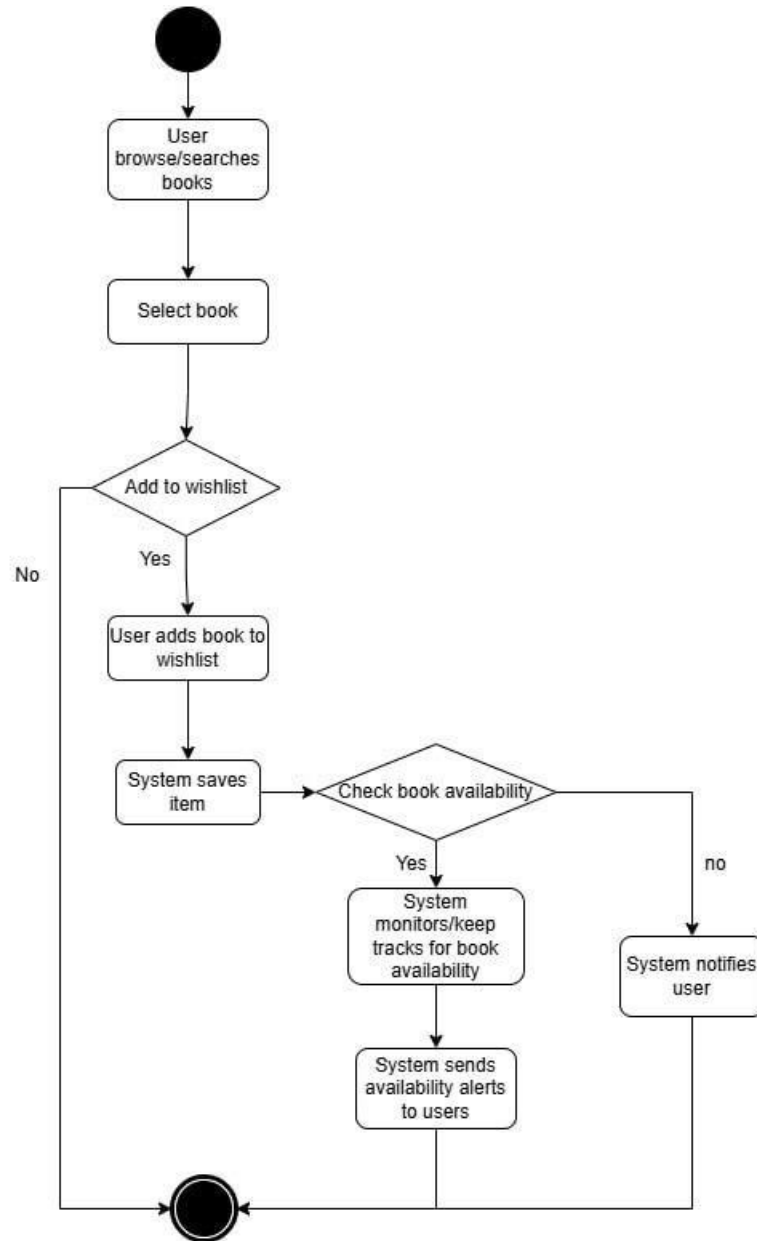 User
browse/searches
books
Select book
Add to wishlist
Yes
No
User adds book to
wishlist
System saves
item
Check book availability
Yes
no
System
monitors/keep
tracks for book
availability
System notifies
user
System sends
availability alerts
to users